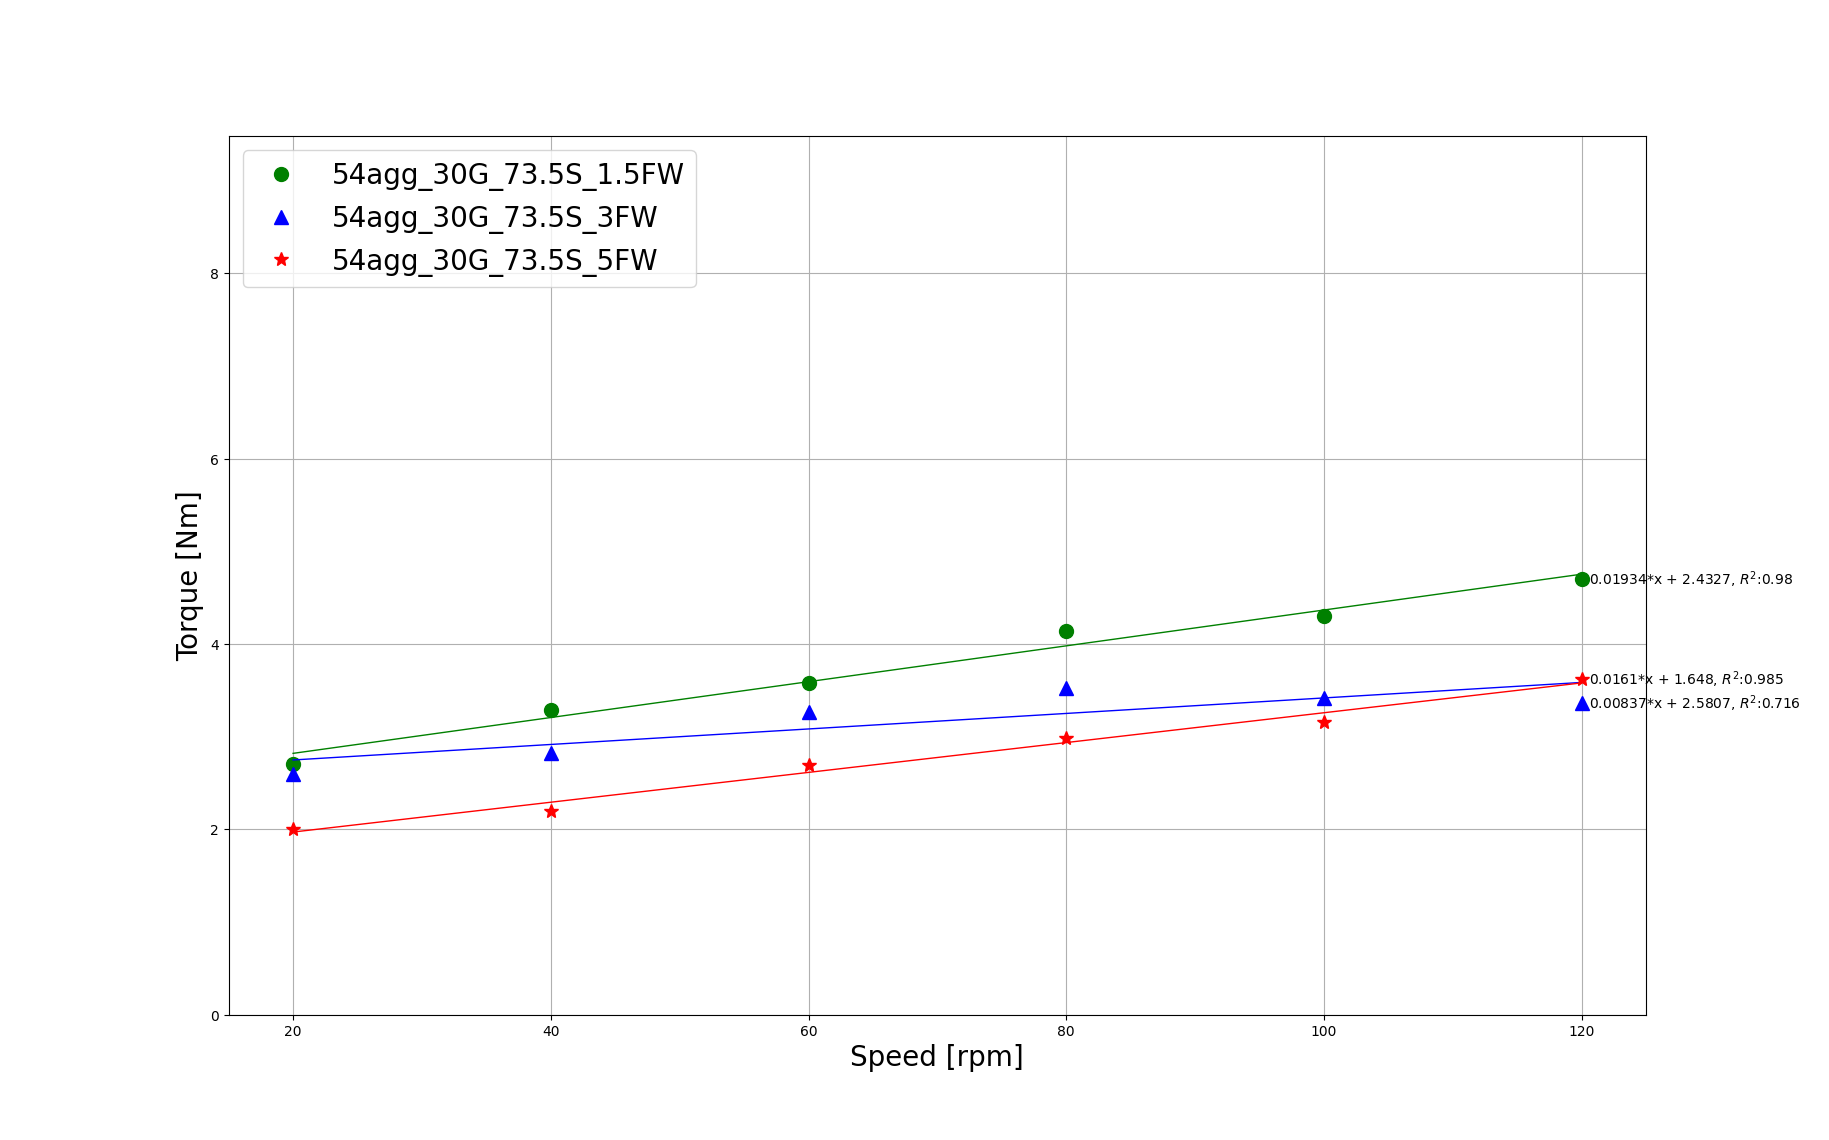 54agg_30G_73.5S_1.5FW
54agg_30G_73.5S_3FW
54agg_30G_73.5S_5FW
8
6
4
2
0
Torque [Nm]
0.01934*x + 2.4327, R²:0.98
0.0161*x + 1.648, R²:0.985
0.00837*x + 2.5807, R²:0.716
20 40 60 80 100 120
Speed [rpm]